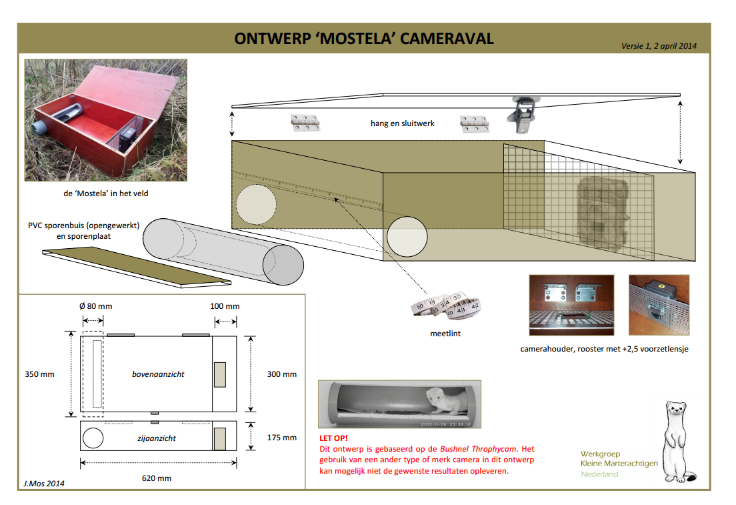 ONTWERP 'MOSTELA' CAMERAVAL
Versie 1, 2 april 2014
hang en sluitwerk
de 'Mostela' in het veld
PVC sporenbuis (opengewerkt)
en sporenplaat
meetlint
camerahouder, rooster met +2,5 voorzetlensje
Ø 80 mm
100 mm
350 mm
bovenaanzicht
300 mm
zijaanzicht
175 mm
620 mm
J.Mos 2014
LET OP!
Dit ontwerp is gebaseerd op de Bushnel Throphycam. Het
gebruik van een ander type of merk camera in dit ontwerp
kan mogelijk niet de gewenste resultaten opleveren.
Werkgroep
Kleine Marterachtigen
Nederland